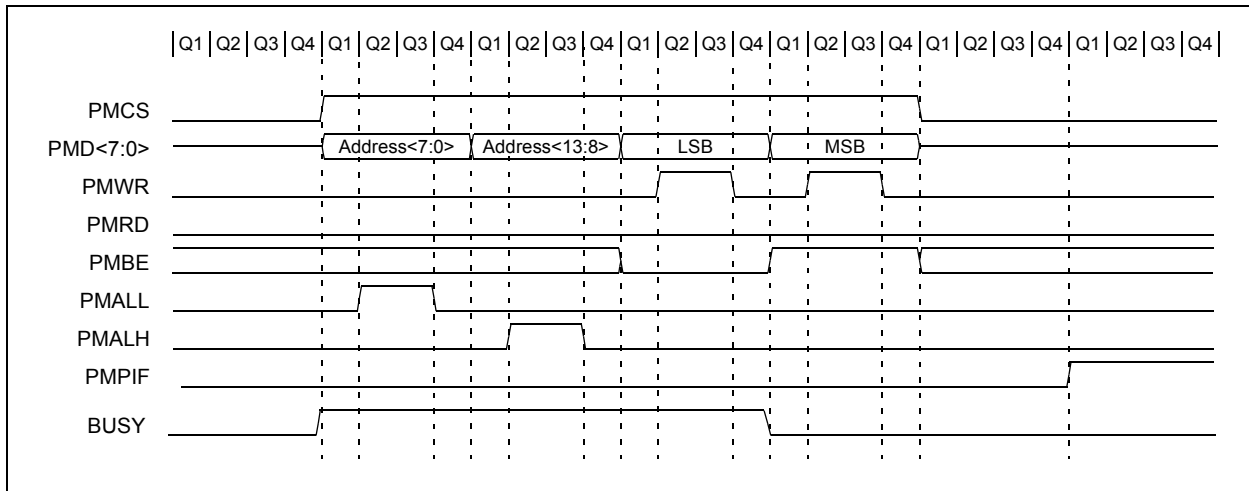 Q1 Q2 Q3 Q4 Q1 Q2 Q3 Q4 Q1 Q2 Q3 Q4 Q1 Q2 Q3 Q4 Q1 Q2 Q3 Q4 Q1 Q2 Q3 Q4 Q1 Q2 Q3 Q4
PMCS
PMD<7:0> Address<7:0> Address<13:8> LSB MSB
PMWR
PMRD
PMBE
PMALL
PMALH
PMPIF
BUSY